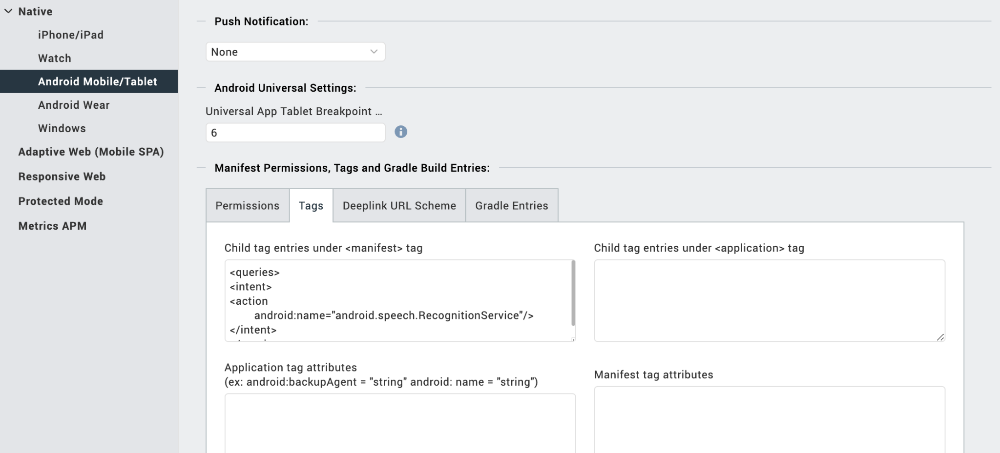 Native
iPhone/iPad
Watch
Android Mobile/Tablet
Android Wear
Windows
Adaptive Web (Mobile SPA)
Responsive Web
Protected Mode
Metrics APM
Push Notification:
None
Android Universal Settings:
Universal App Tablet Breakpoint ...
6
Manifest Permissions, Tags and Gradle Build Entries:
Permissions
Tags
Deeplink URL Scheme
Gradle Entries
Child tag entries under <manifest> tag
<queries>
<intent>
<action
android:name="android.speech.RecognitionService"/>
</intent>
Child tag entries under <application> tag
Application tag attributes
(ex: android:backupAgent = "string" android: name = "string")
Manifest tag attributes